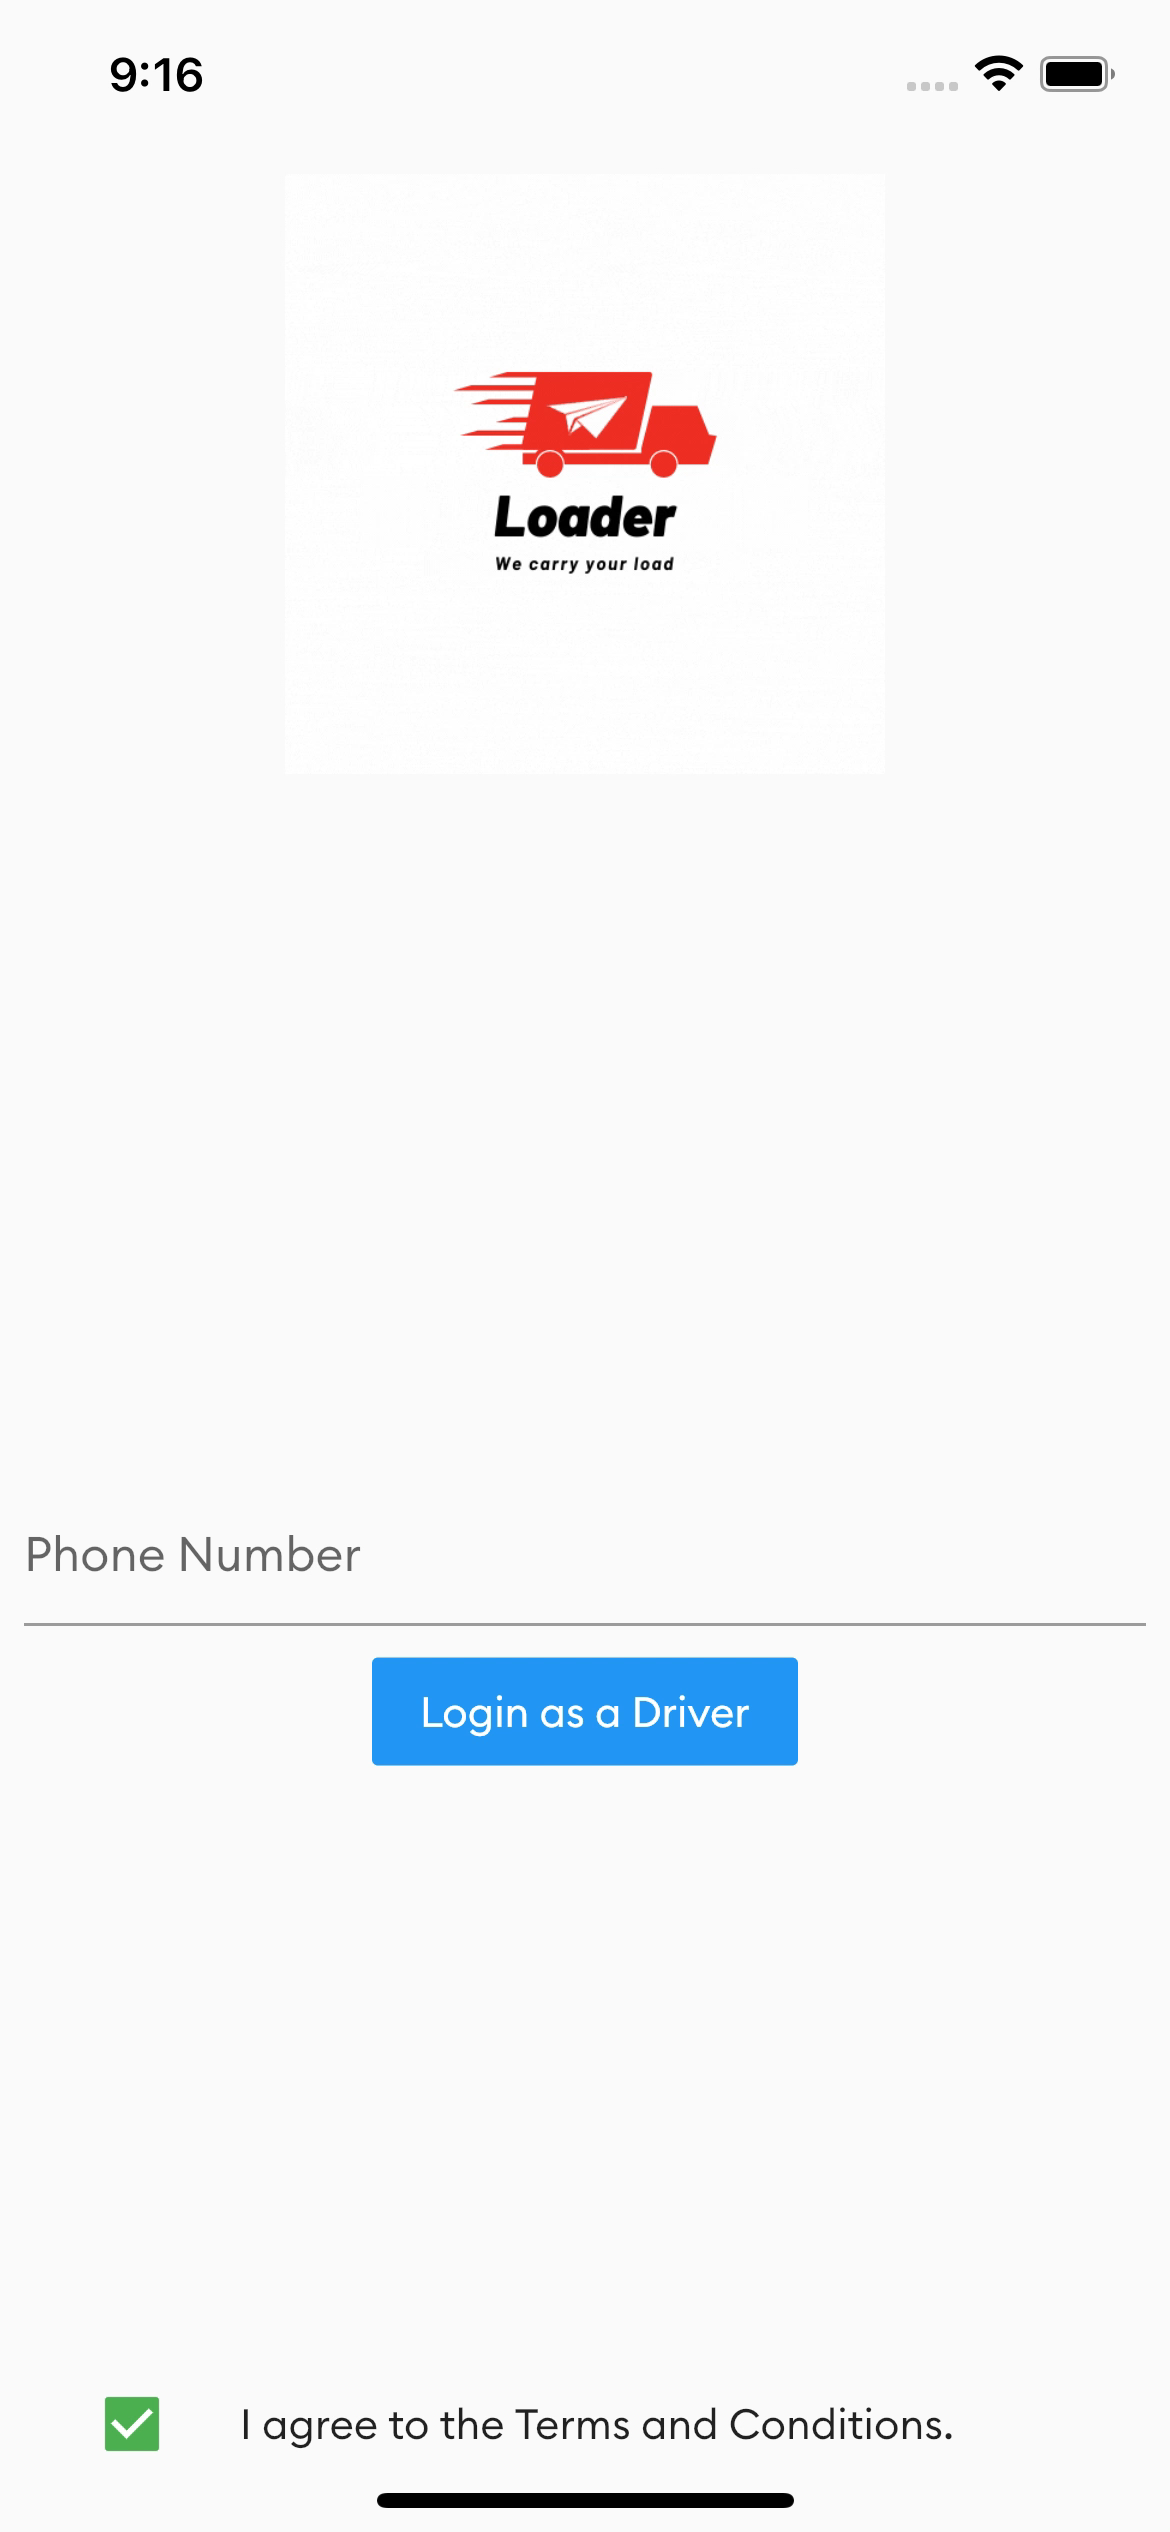 9:16
Loader
We carry your load
Phone Number
Login as a Driver
I agree to the Terms and Conditions.